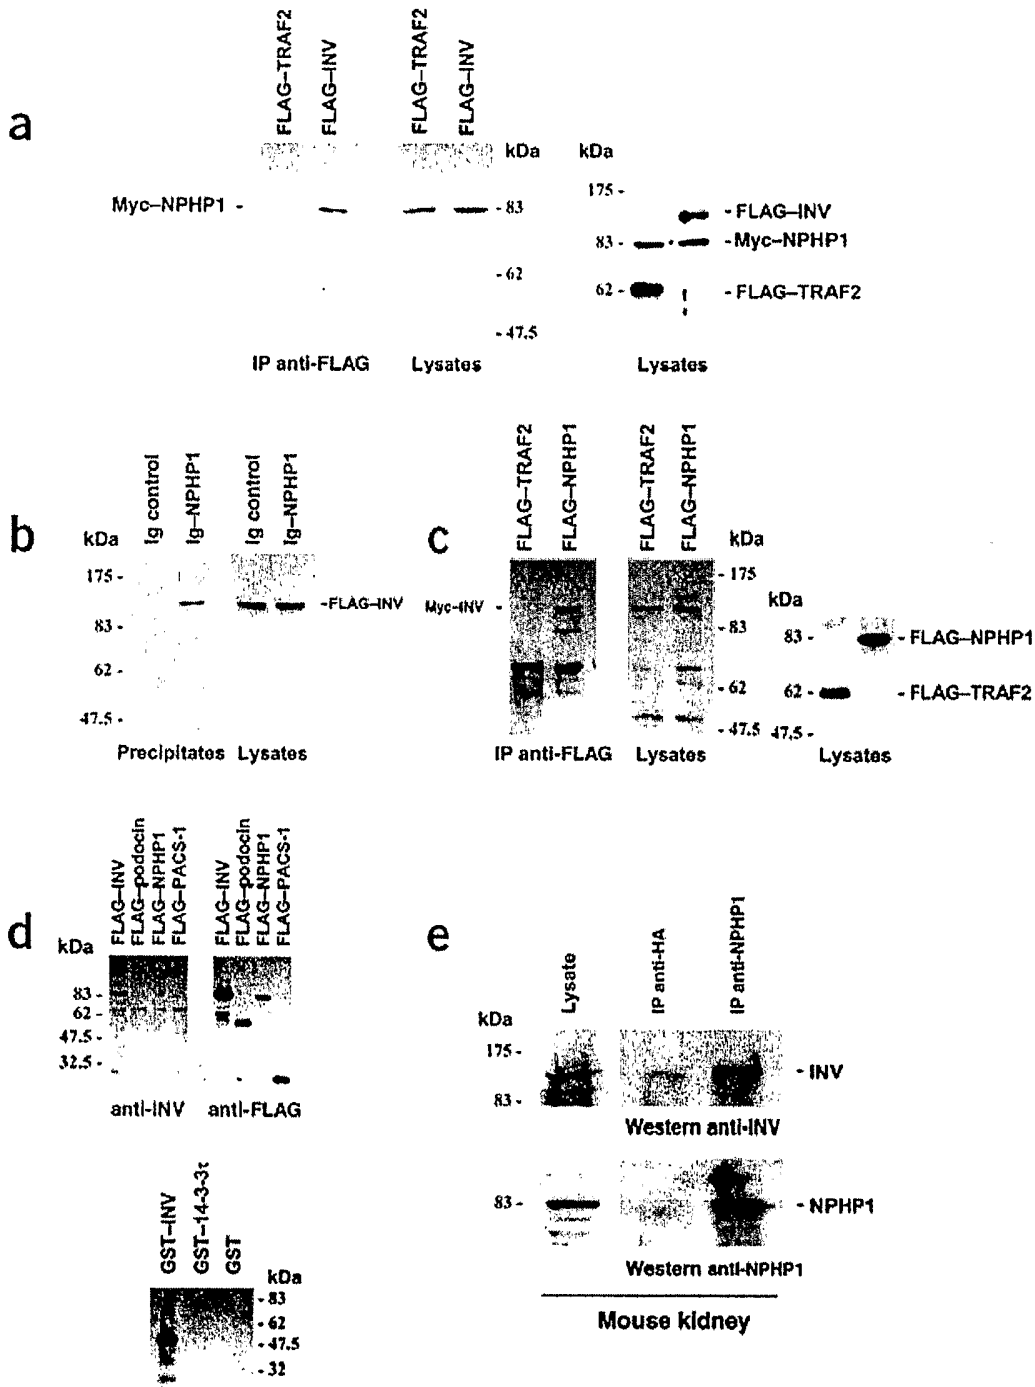 a
FLAG–TRAF2
FLAG–INV
FLAG–TRAF2
FLAG–INV
kDa
kDa
Myc–NPHP1 -
- 83
- 62
- 47.5
175 -
83 -
62 -
- FLAG–INV
- Myc–NPHP1
- FLAG–TRAF2
IP anti-FLAG
Lysates
Lysates
b
Ig control
Ig–NPHP1
Ig control
Ig–NPHP1
kDa
175 -
83 -
62 -
47.5 -
-FLAG–INV
Precipitates
Lysates
c
FLAG–TRAF2
FLAG–NPHP1
FLAG–TRAF2
FLAG–NPHP1
kDa
Myc-INV -
- 175
- 83
- 62
- 47.5
kDa
83 -
62 -
47.5 -
- FLAG–NPHP1
- FLAG–TRAF2
IP anti-FLAG
Lysates
Lysates
d
FLAG–INV
FLAG–podocin
FLAG–NPHP1
FLAG–PACS-1
FLAG–INV
FLAG–podocin
FLAG–NPHP1
FLAG–PACS-1
kDa
83 -
62 -
47.5 -
32.5 -
anti-INV
anti-FLAG
GST–INV
GST–14-3-3τ
GST
kDa
- 83
- 62
- 47.5
- 32
e
Lysate
IP anti-HA
IP anti-NPHP1
kDa
175 -
83 -
- INV
Western anti-INV
83 -
- NPHP1
Western anti-NPHP1
Mouse kidney